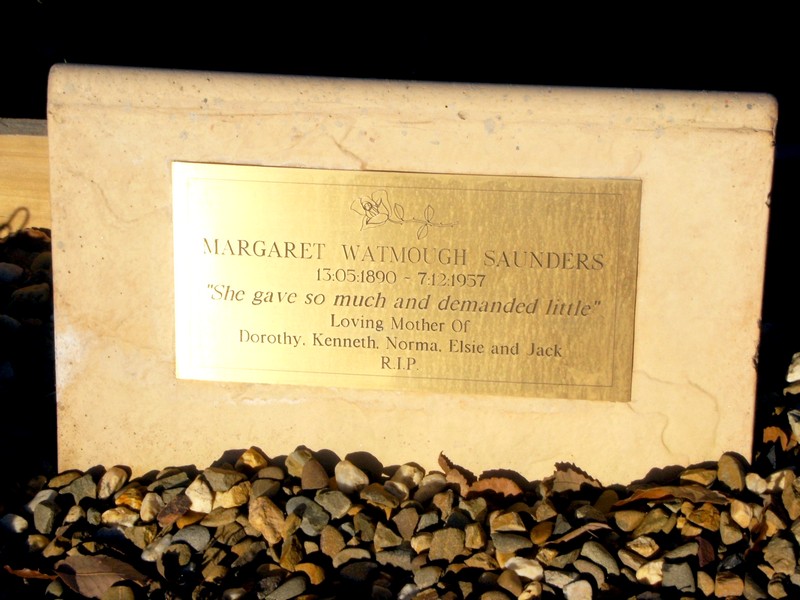 MARGARET WATMOUGH SAUNDERS
13:05:1890 - 7:12:1957
"She gave so much and demanded little"
Loving Mother Of
Dorothy, Kenneth, Norma, Elsie and Jack
R.I.P.